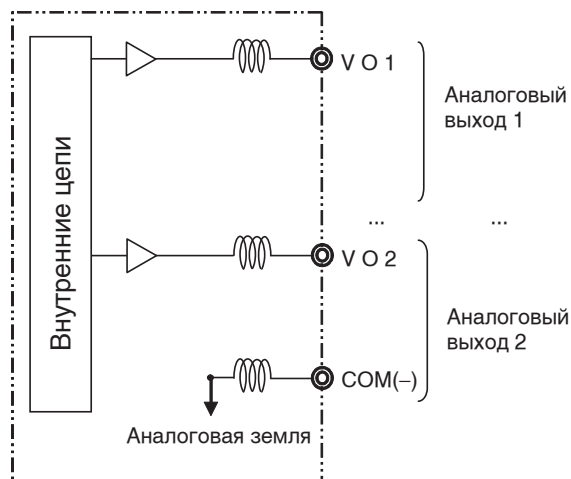 V O 1
Аналоговый
выход 1
...
...
Внутренние цепи
V O 2
Аналоговый
выход 2
COM(−)
Аналоговая земля